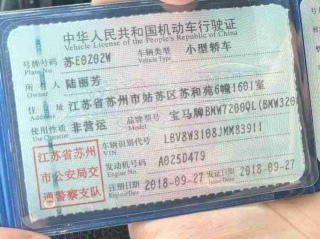 中华人民共和国机动车行驶证
Vehicle License of the People's Republic of China
号牌号码 苏E0Z02W 车辆类型 小型轿车
Plate No. Vehicle Type
所有人 陆丽芳
Owner
住址 江苏省苏州市姑苏区苏和苑6幢1601室
Address
使用性质 非营运 品牌型号 宝马牌BMW7200QL(BMW320
Use Character Model
江苏省苏州
市公安局交
通警察支队
车辆识别代号 LBV8W3108JMM83911
VIN
发动机号码 A025D479
Engine No.
注册日期 2018-09-27 发证日期 2018-09-27
Register Date Issue Date